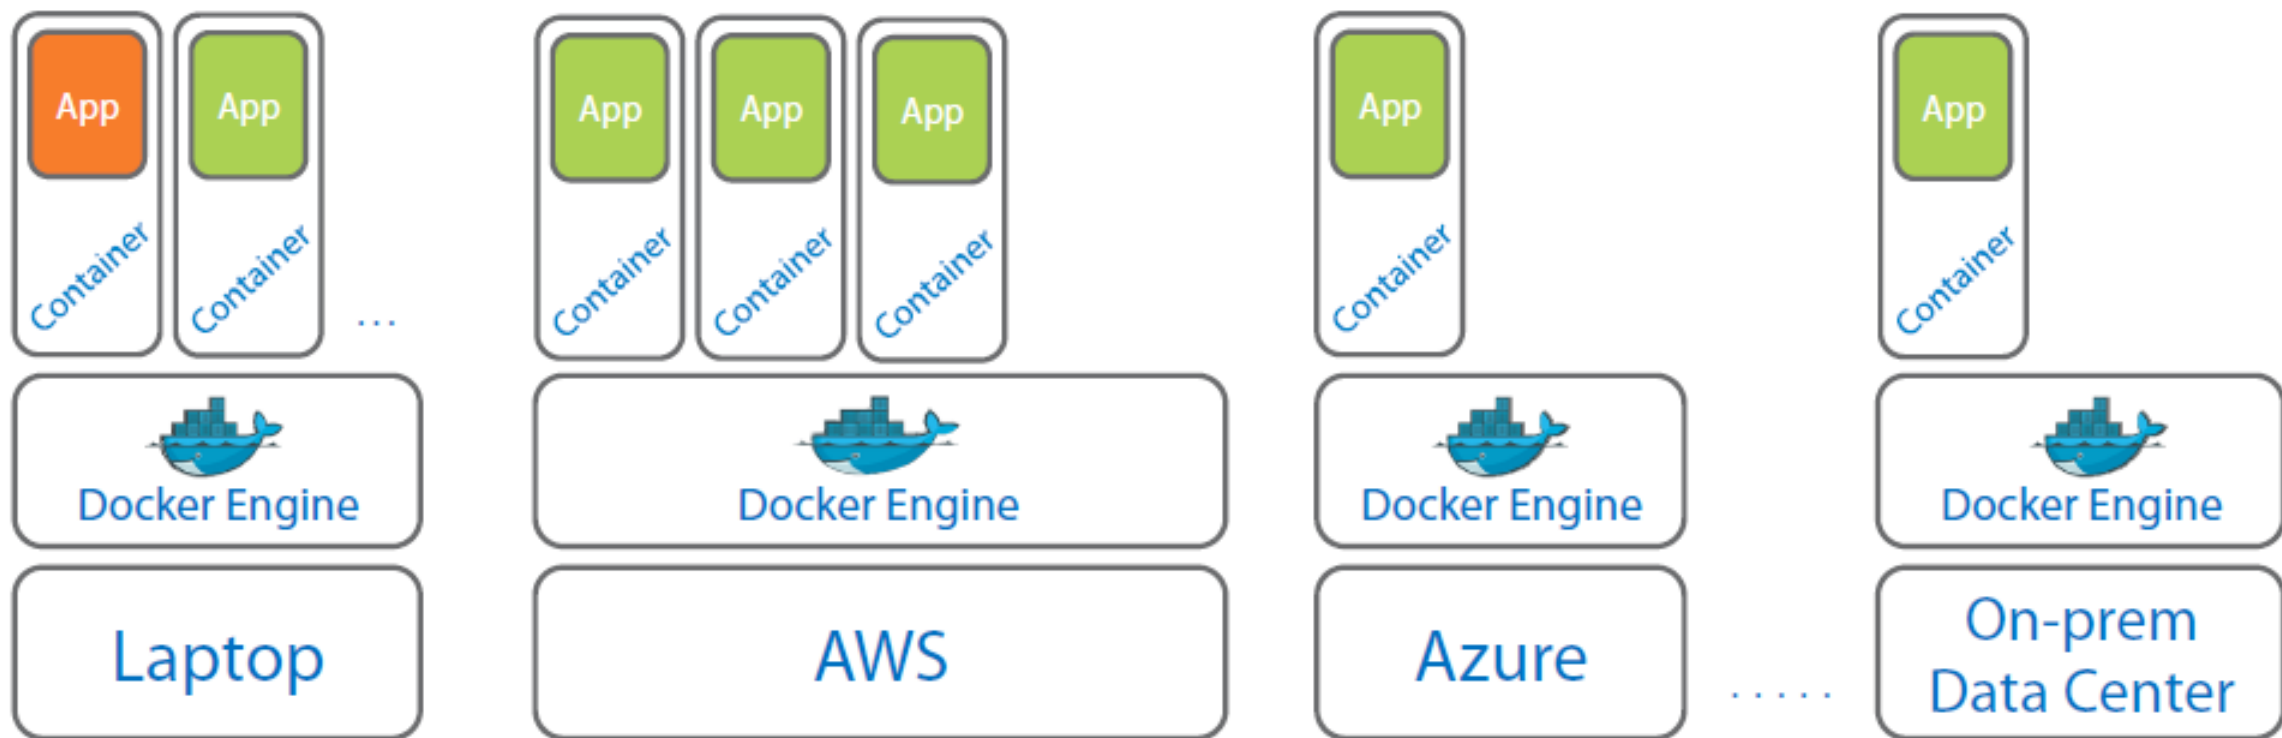 App
App
App
App
App
App
App
Container
Container
...
Container
Container
Container
Container
Container
Docker Engine
Docker Engine
Docker Engine
Docker Engine
Laptop
AWS
Azure
.....
On-prem
Data Center